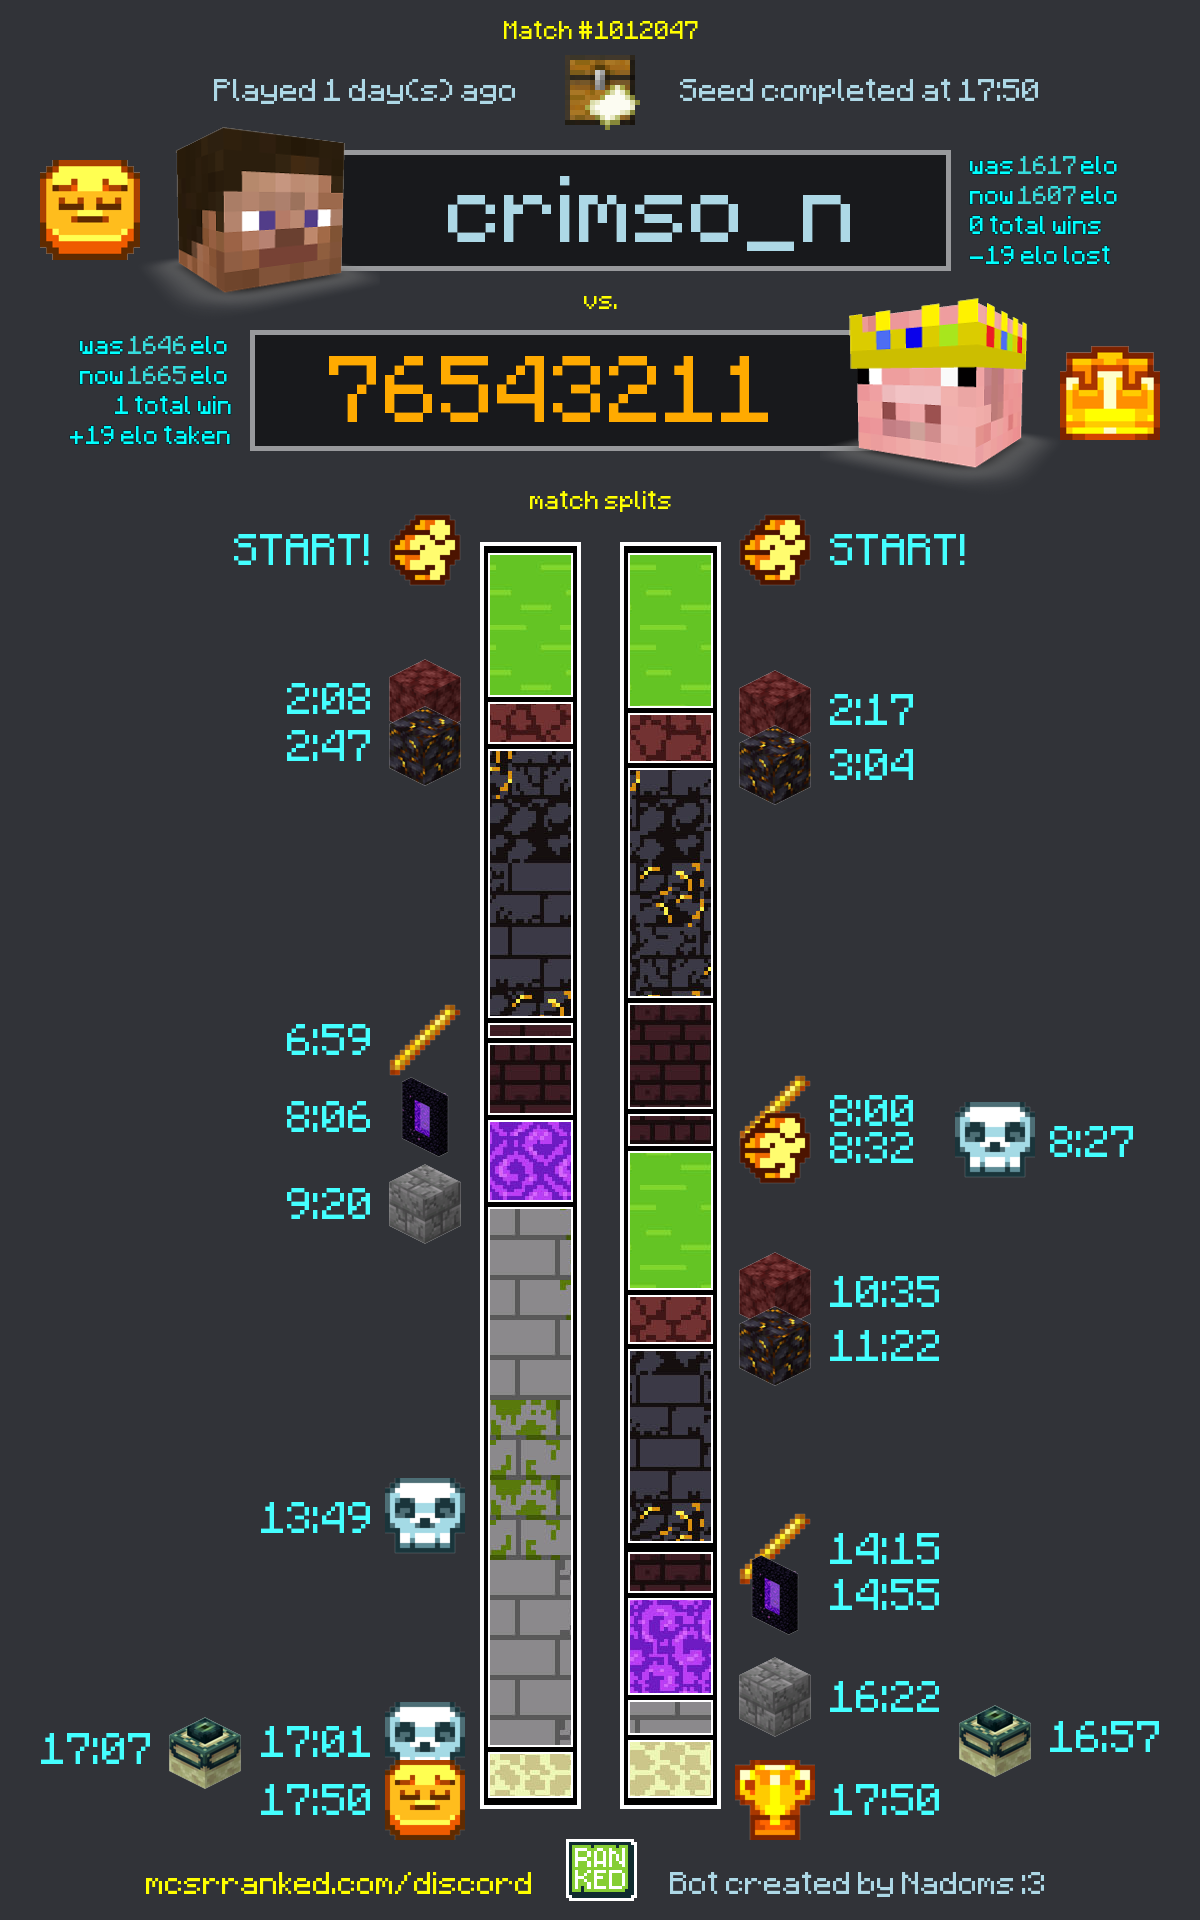 Match #1012047
Played 1 day(s) ago
Seed completed at 17:50
crimso_n
was 1617 elo
now 1607 elo
0 total wins
-19 elo lost
vs.
was 1646 elo
now 1665 elo
1 total win
+19 elo taken
76543211
match splits
START!
START!
2:08
2:17
2:47
3:04
6:59
8:00
8:06
8:32
8:27
9:20
10:35
11:22
13:49
14:15
14:55
16:22
17:07
17:01
16:57
17:50
17:50
mcsrranked.com/discord
RAN
KED
Bot created by Nadoms :3